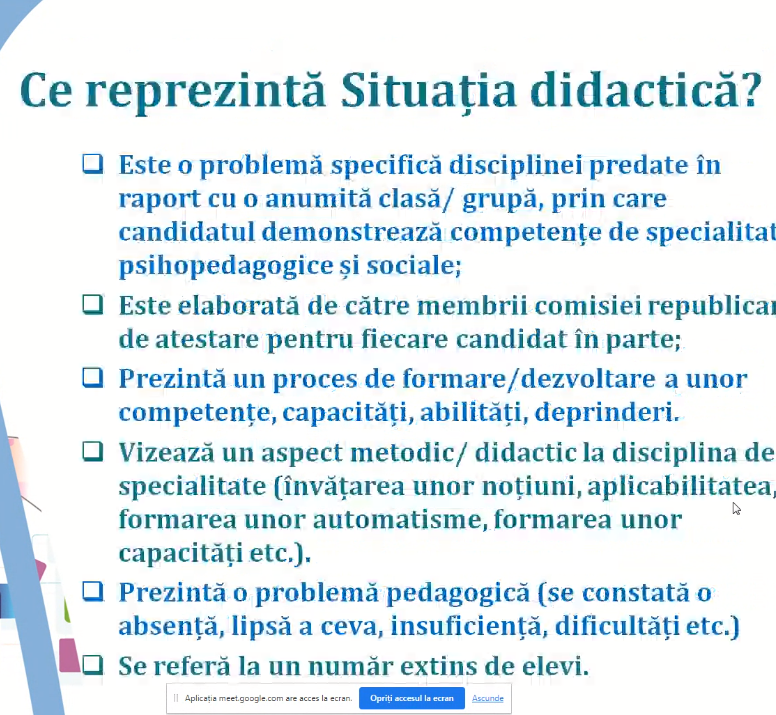 Ce reprezintă Situația didactică?
❑ Este o problemă specifică disciplinei predate în
raport cu o anumită clasă/ grupă, prin care
candidatul demonstrează competențe de specialitat
psihopedagogice și sociale;
❑ Este elaborată de către membrii comisiei republica
de atestare pentru fiecare candidat în parte;
❑ Prezintă un proces de formare/dezvoltare a unor
competențe, capacități, abilități, deprinderi.
❑ Vizează un aspect metodic/ didactic la disciplina de
specialitate (învățarea unor noțiuni, aplicabilitatea,
formarea unor automatisme, formarea unor
capacități etc.).
❑ Prezintă o problemă pedagogică (se constată o
absență, lipsă a ceva, insuficiență, dificultăți etc.)
❑ Se referă la un număr extins de elevi.
Aplicația meet.google.com are acces la ecran. Opriți accesul la ecran Ascunde